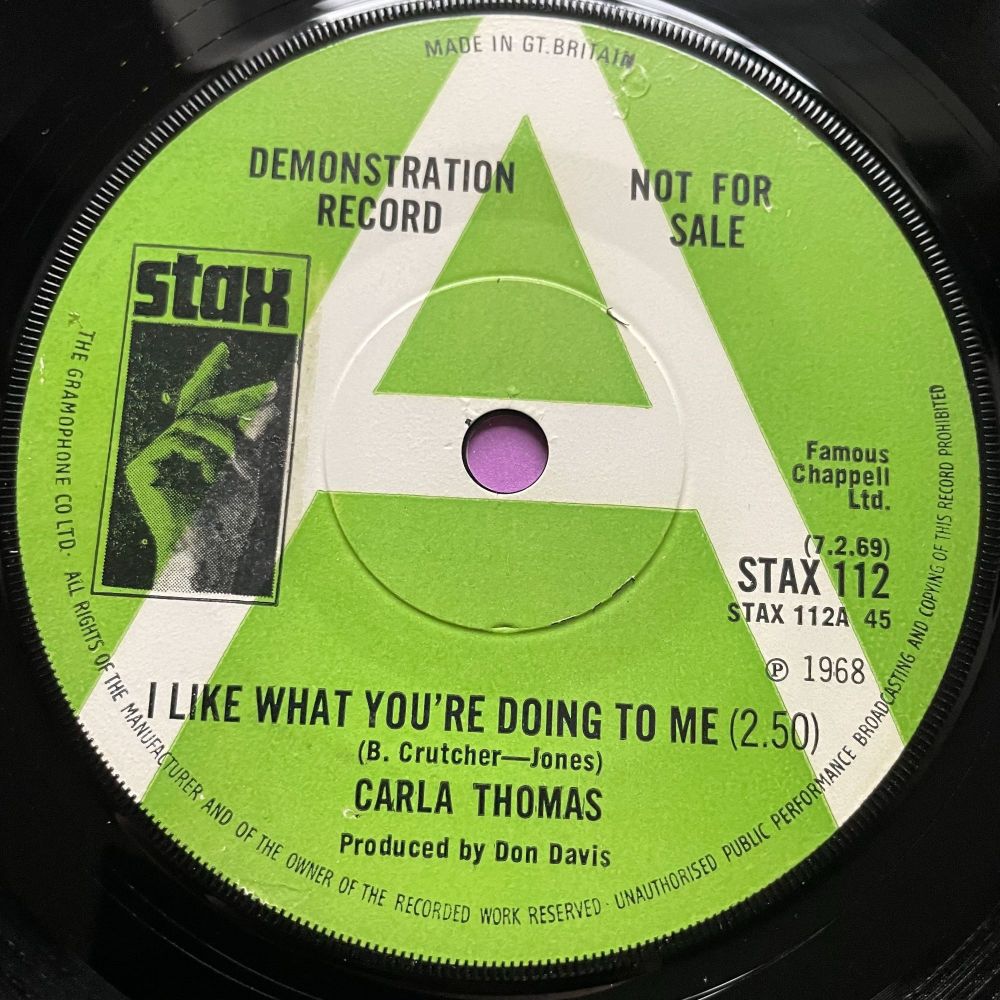 MADE IN GT. BRITAIN
DEMONSTRATION
RECORD
NOT FOR
SALE
stax
Famous
Chappell
Ltd.
(7.2.69)
STAX 112
STAX 112A 45
℗ 1968
I LIKE WHAT YOU'RE DOING TO ME (2.50)
(B. Crutcher—Jones)
CARLA THOMAS
Produced by Don Davis
THE GRAMOPHONE CO LTD· ALL RIGHTS OF THE MANUFACTURER AND OF THE OWNER OF THE RECORDED WORK RESERVED· UNAUTHORISED PUBLIC PERFORMANCE BROADCASTING AND COPYING OF THIS RECORD PROHIBITED
A